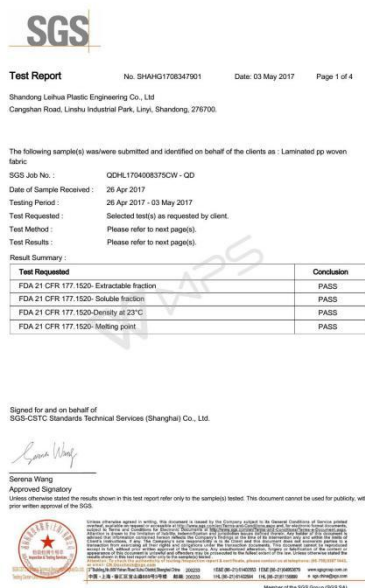 SGS
Test Report No. SHAHG1708347901 Date: 03 May 2017 Page 1 of 4
Shandong Leihua Plastic Engineering Co., Ltd
Cangshan Road, Linshu Industrial Park, Linyi, Shandong, 276700.
The following sample(s) was/were submitted and identified on behalf of the clients as : Laminated pp woven
fabric
SGS Job No. : QDHL1704008375CW - QD
Date of Sample Received : 26 Apr 2017
Testing Period : 26 Apr 2017 - 03 May 2017
Test Requested : Selected test(s) as requested by client.
Test Method : Please refer to next page(s).
Test Results : Please refer to next page(s).
Result Summary :
Test Requested Conclusion
FDA 21 CFR 177.1520- Extractable fraction PASS
FDA 21 CFR 177.1520- Soluble fraction PASS
FDA 21 CFR 177.1520-Density at 23°C PASS
FDA 21 CFR 177.1520- Melting point PASS
WPS
Signed for and on behalf of
SGS-CSTC Standards Technical Services (Shanghai) Co., Ltd.
Serena Wang
Serena Wang
Approved Signatory
Unless otherwise stated the results shown in this test report refer only to the sample(s) tested. This document cannot be used for publicity, with
prior written approval of the SGS.